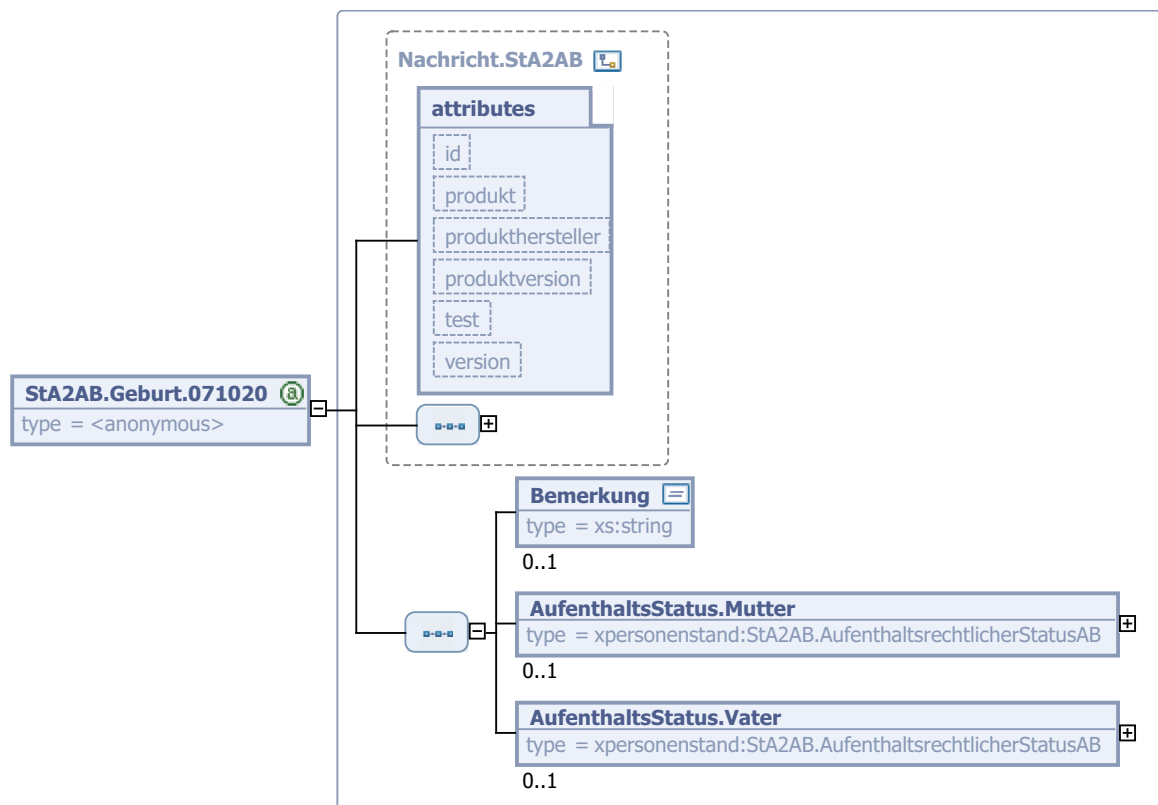 Nachricht.StA2AB
attributes
id
produkt
produkthersteller
produktversion
test
version
StA2AB.Geburt.071020
type = <anonymous>
Bemerkung
type = xs:string
0..1
AufenthaltsStatus.Mutter
type = xpersonenstand:StA2AB.AufenthaltsrechtlicherStatusAB
0..1
AufenthaltsStatus.Vater
type = xpersonenstand:StA2AB.AufenthaltsrechtlicherStatusAB
0..1